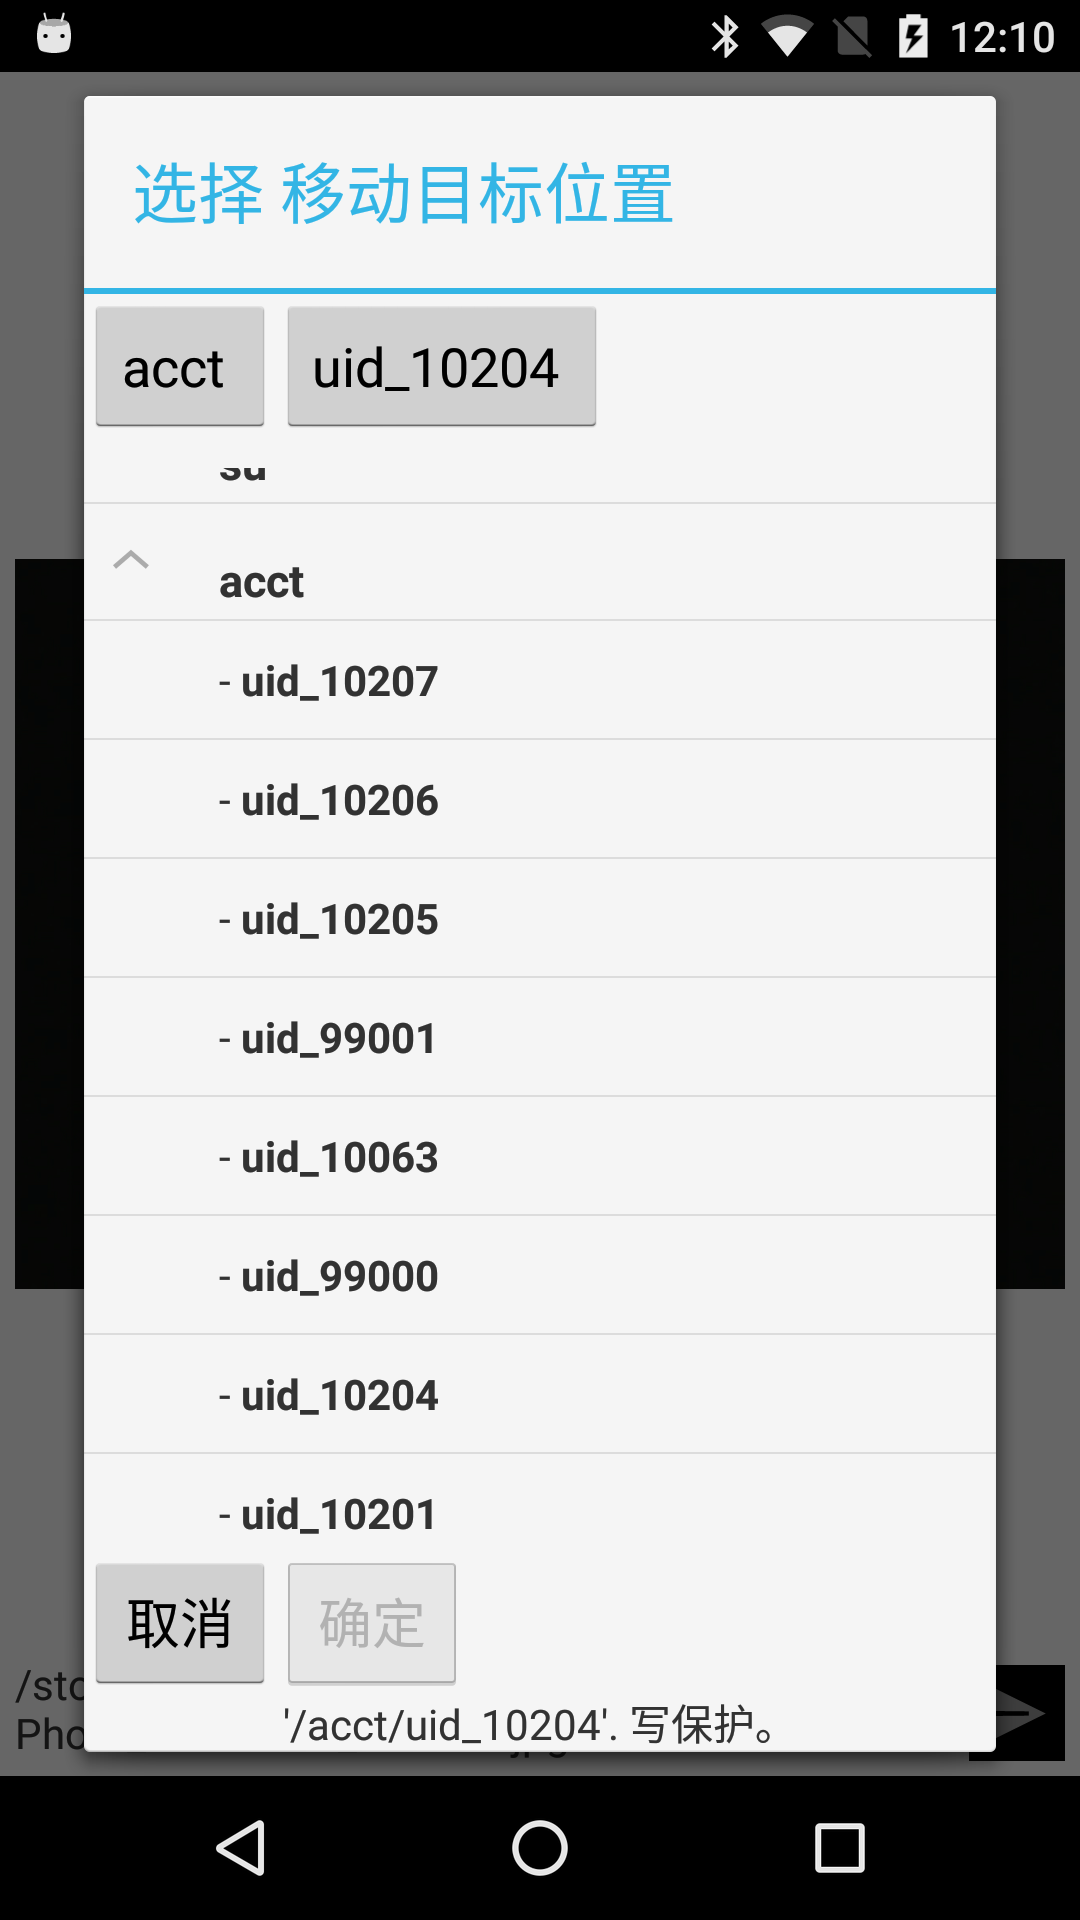 12:10
选择 移动目标位置
acct uid_10204
su
acct
- uid_10207
- uid_10206
- uid_10205
- uid_99001
- uid_10063
- uid_99000
- uid_10204
- uid_10201
取消 确定
/sto
Pho
'/acct/uid_10204'. 写保护。